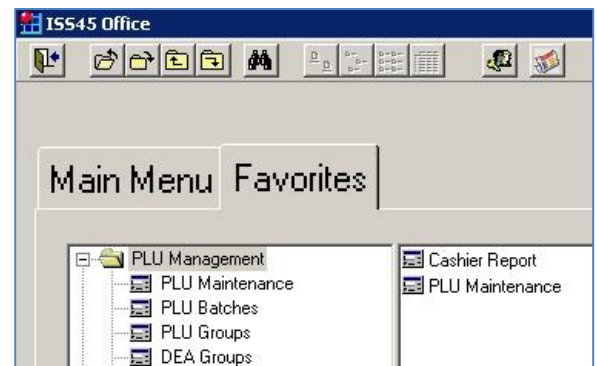 ISS45 Office
Main Menu Favorites
PLU Management
PLU Maintenance
PLU Batches
PLU Groups
DEA Groups
Cashier Report
PLU Maintenance